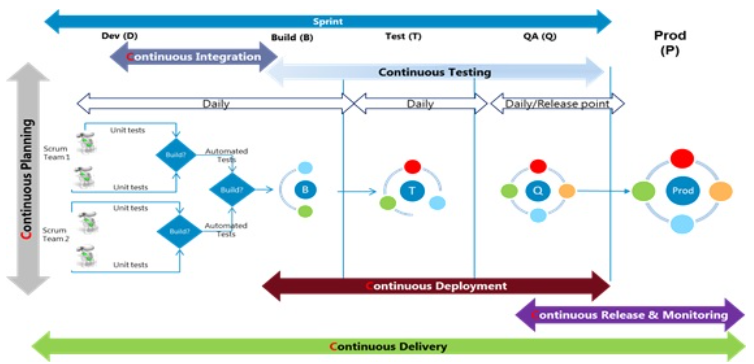 Sprint
Dev (D)
Build (B)
Test (T)
QA (Q)
Prod
(P)
Continuous Integration
Continuous Testing
Daily
Daily
Daily/Release point
Continuous Planning
Scrum
Team 1
Unit tests
Unit tests
Build?
Automated
Tests
Scrum
Team 2
Unit tests
Unit tests
Build?
Automated
Tests
Build?
B
T
Q
Prod
Continuous Deployment
Continuous Release & Monitoring
Continuous Delivery